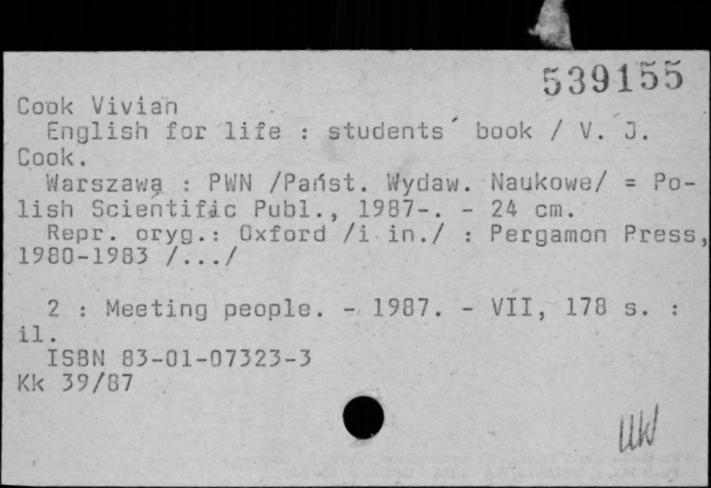 539155
Cook Vivian
English for life : students´ book / V. J.
Cook.
Warszawa : PWN /Państ. Wydaw. Naukowe/ = Po-
lish Scientific Publ., 1987-. - 24 cm.
Repr. oryg.: Oxford /i in./ : Pergamon Press,
1980-1983 /.../
2 : Meeting people. - 1987. - VII, 178 s. :
il.
ISBN 83-01-07323-3
Kk 39/87
UW